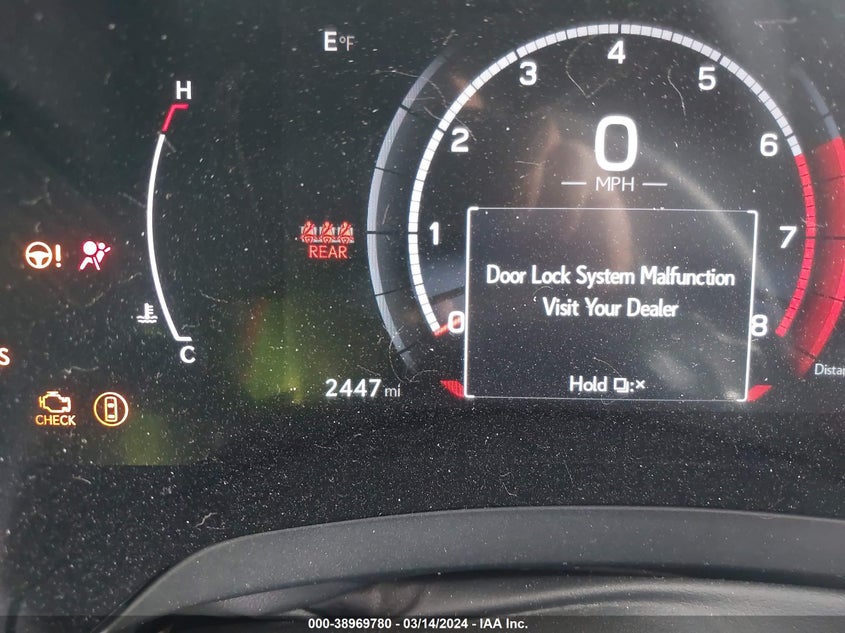 E°F
H
4
3
5
2
6
0
MPH
1
7
REAR
Door Lock System Malfunction
Visit Your Dealer
0
8
C
S
2447 mi
Hold :×
CHECK
000-38969780 - 03/14/2024 - IAA Inc.